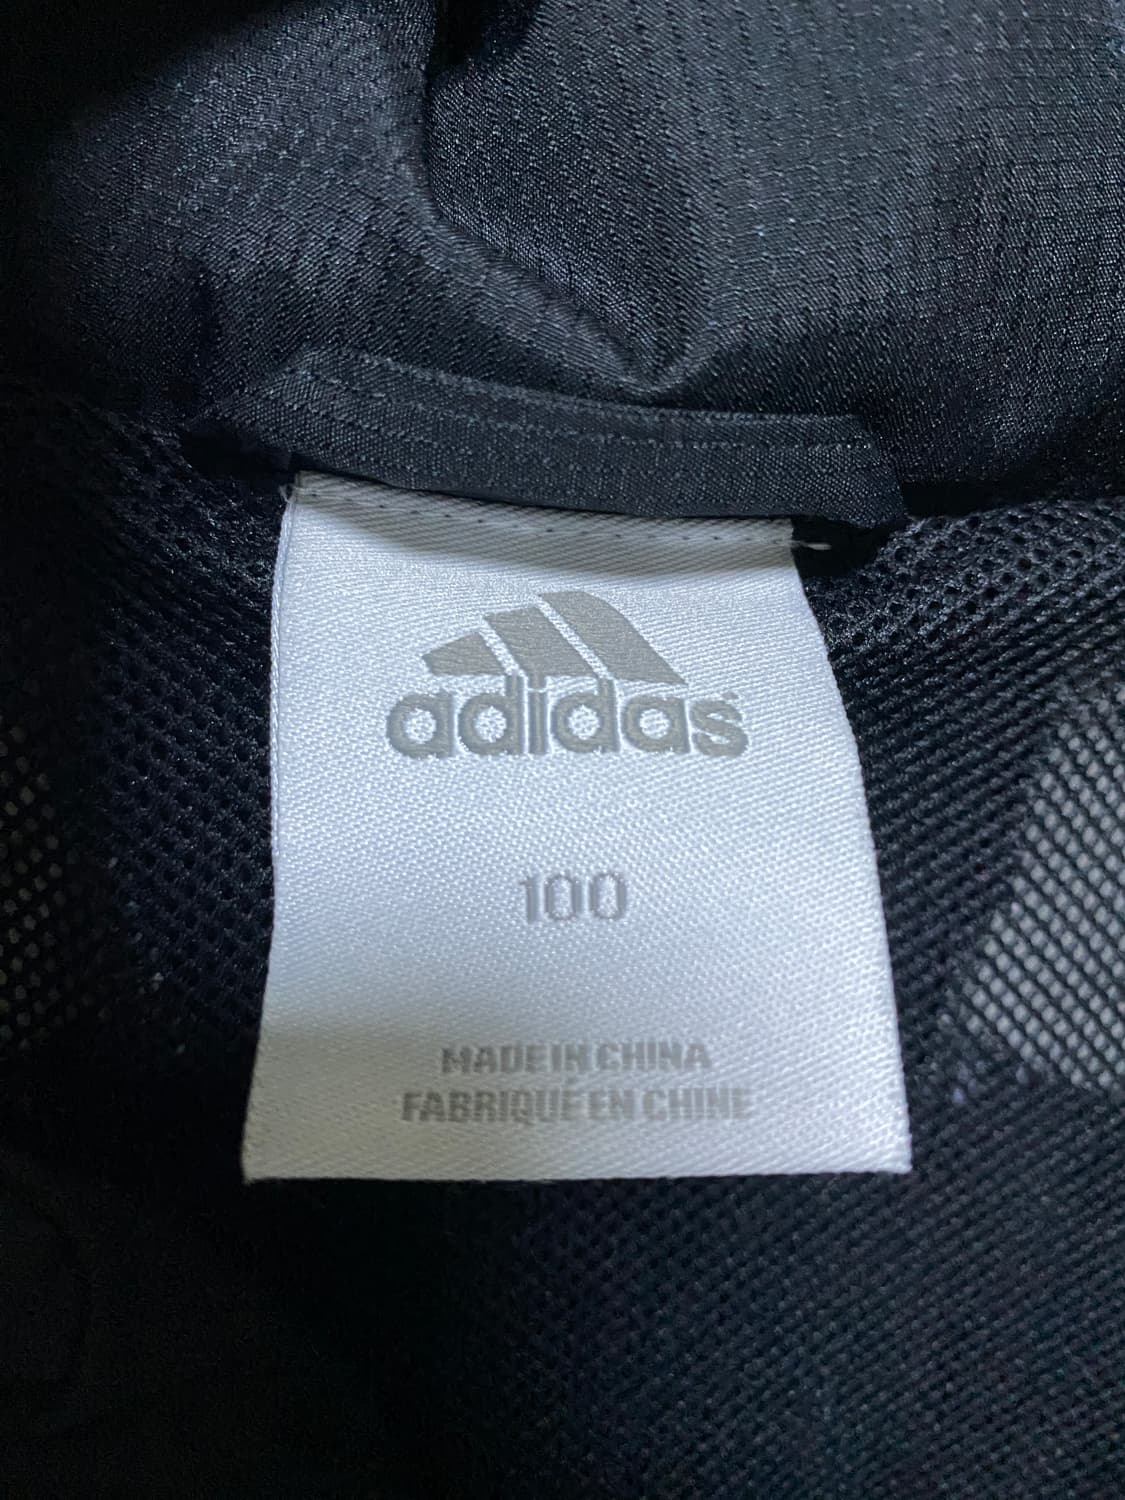 adidas
100
MADE IN CHINA
FABRIQUÉ EN CHINE